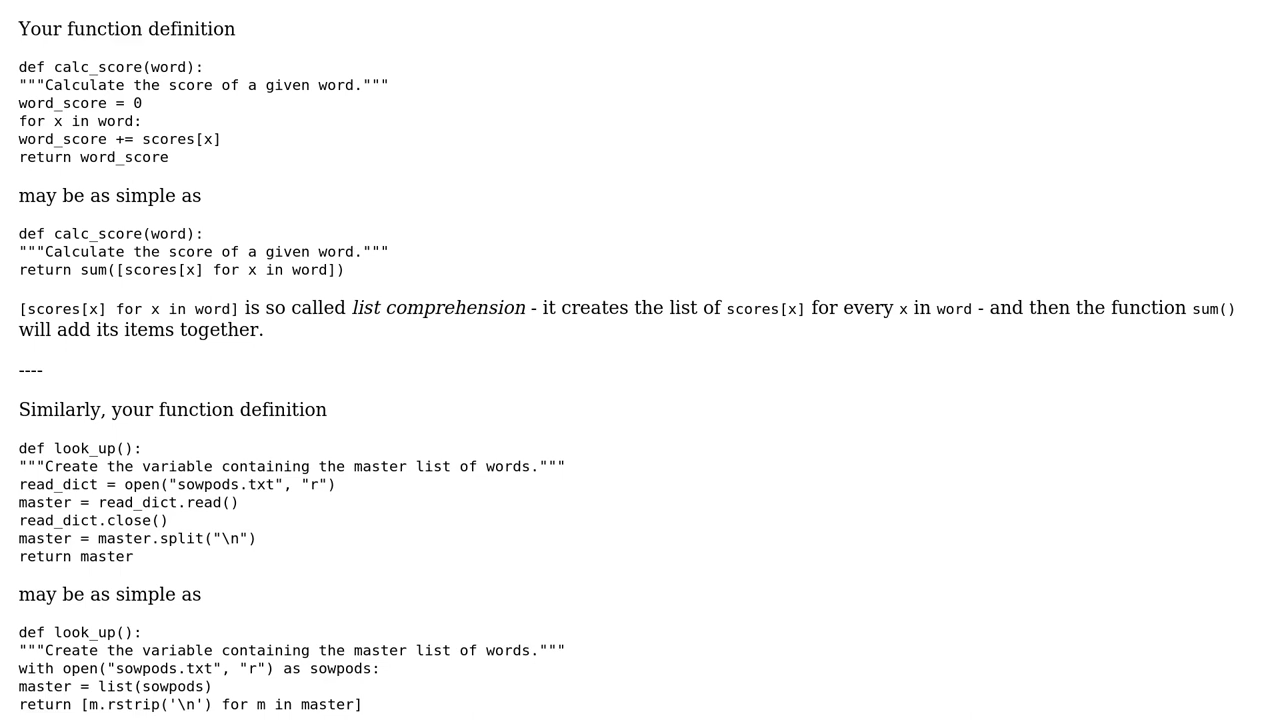 Your function definition
def calc_score(word):
"""Calculate the score of a given word."""
word_score = 0
for x in word:
word_score += scores[x]
return word_score
may be as simple as
def calc_score(word):
"""Calculate the score of a given word."""
return sum([scores[x] for x in word])
[scores[x] for x in word] is so called list comprehension - it creates the list of scores[x] for every x in word - and then the function sum()
will add its items together.
----
Similarly, your function definition
def look_up():
"""Create the variable containing the master list of words."""
read_dict = open("sowpods.txt", "r")
master = read_dict.read()
read_dict.close()
master = master.split("\n")
return master
may be as simple as
def look_up():
"""Create the variable containing the master list of words."""
with open("sowpods.txt", "r") as sowpods:
master = list(sowpods)
return [m.rstrip('\n') for m in master]